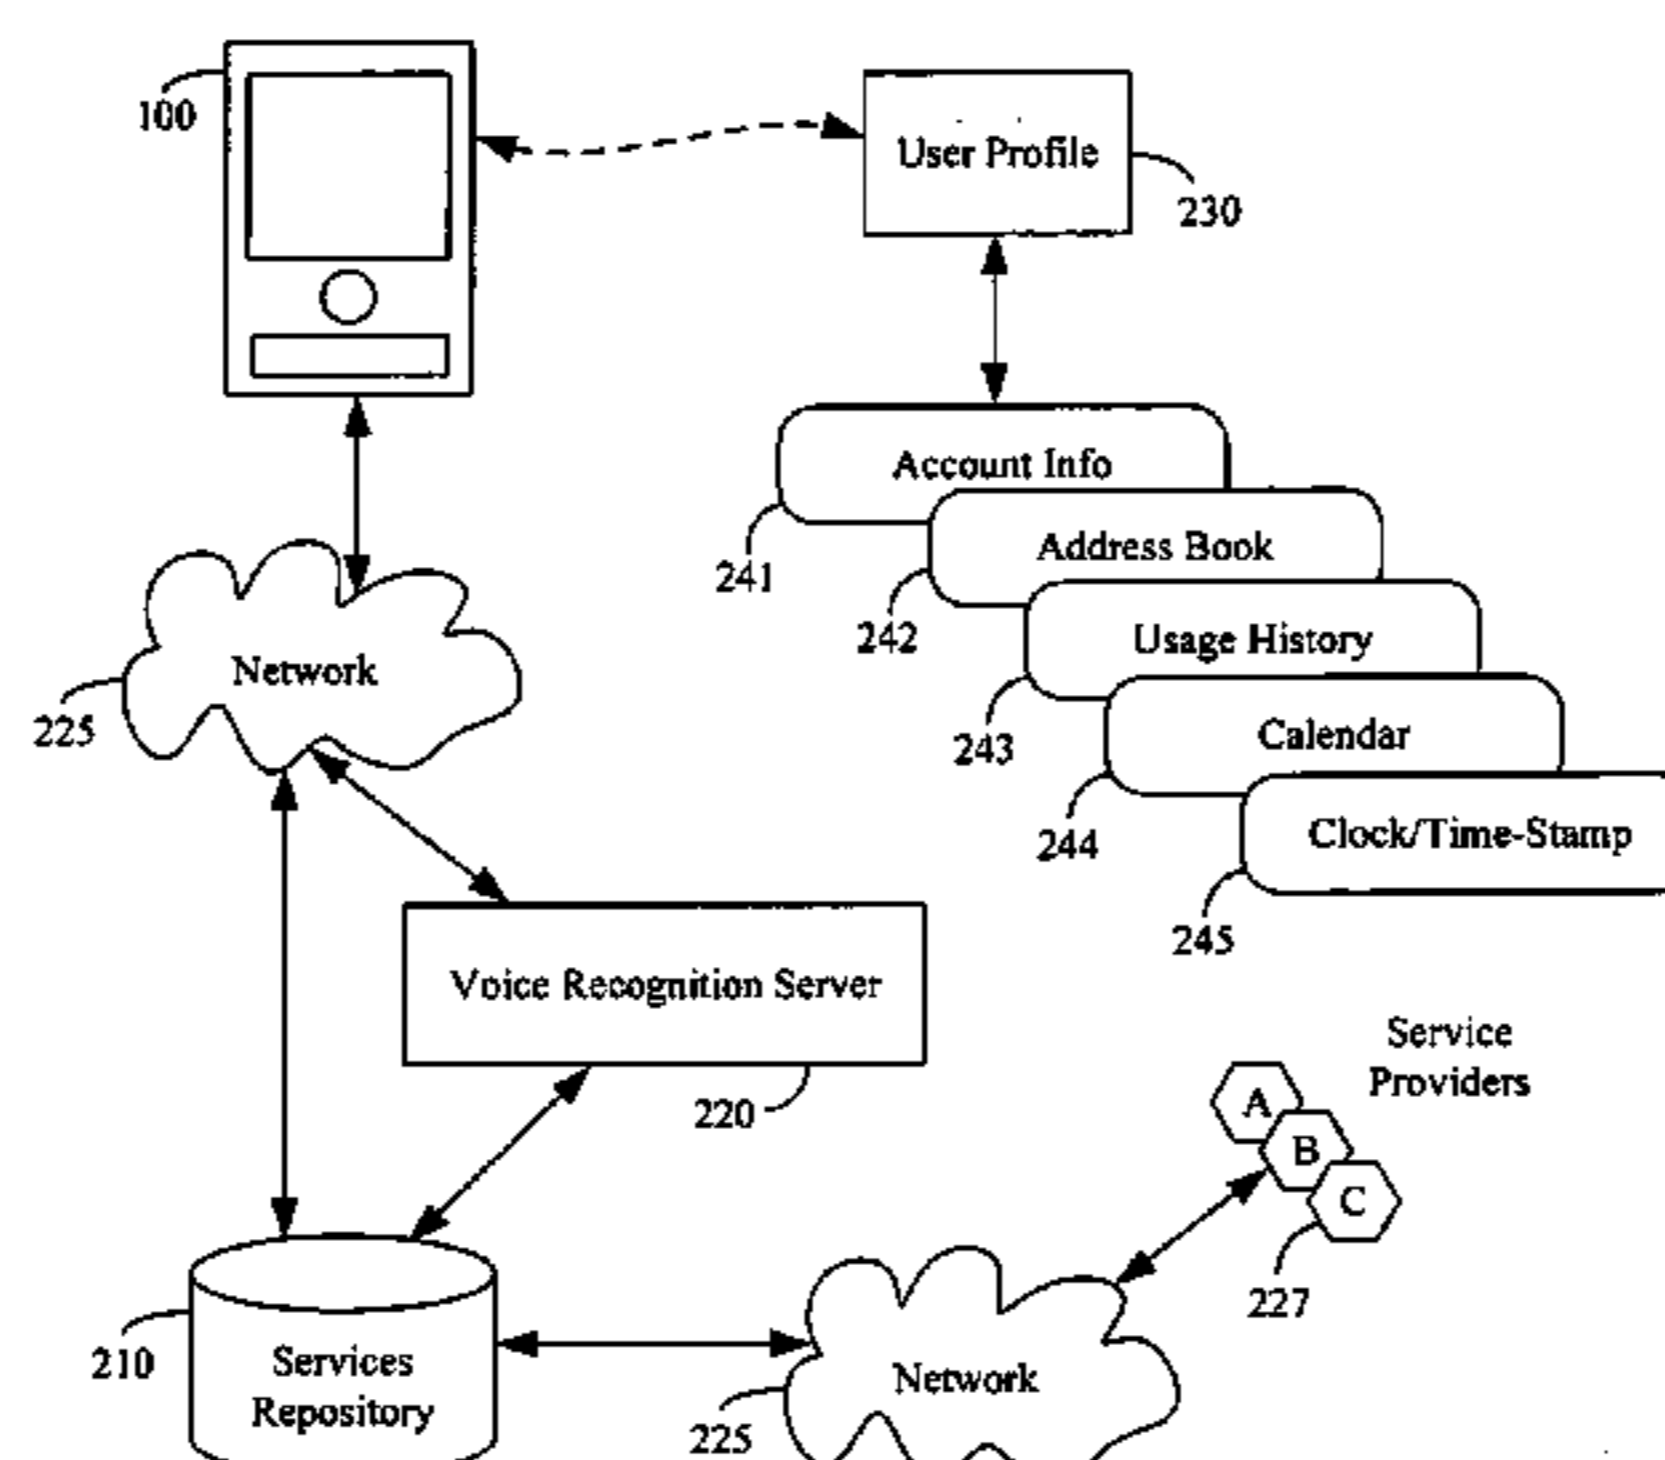 100
User Profile
230
Account Info
241
Address Book
242
Usage History
243
Calendar
244
Clock/Time-Stamp
245
Network
225
Voice Recognition Server
220
Service
Providers
A
B
C
227
210
Services
Repository
Network
225